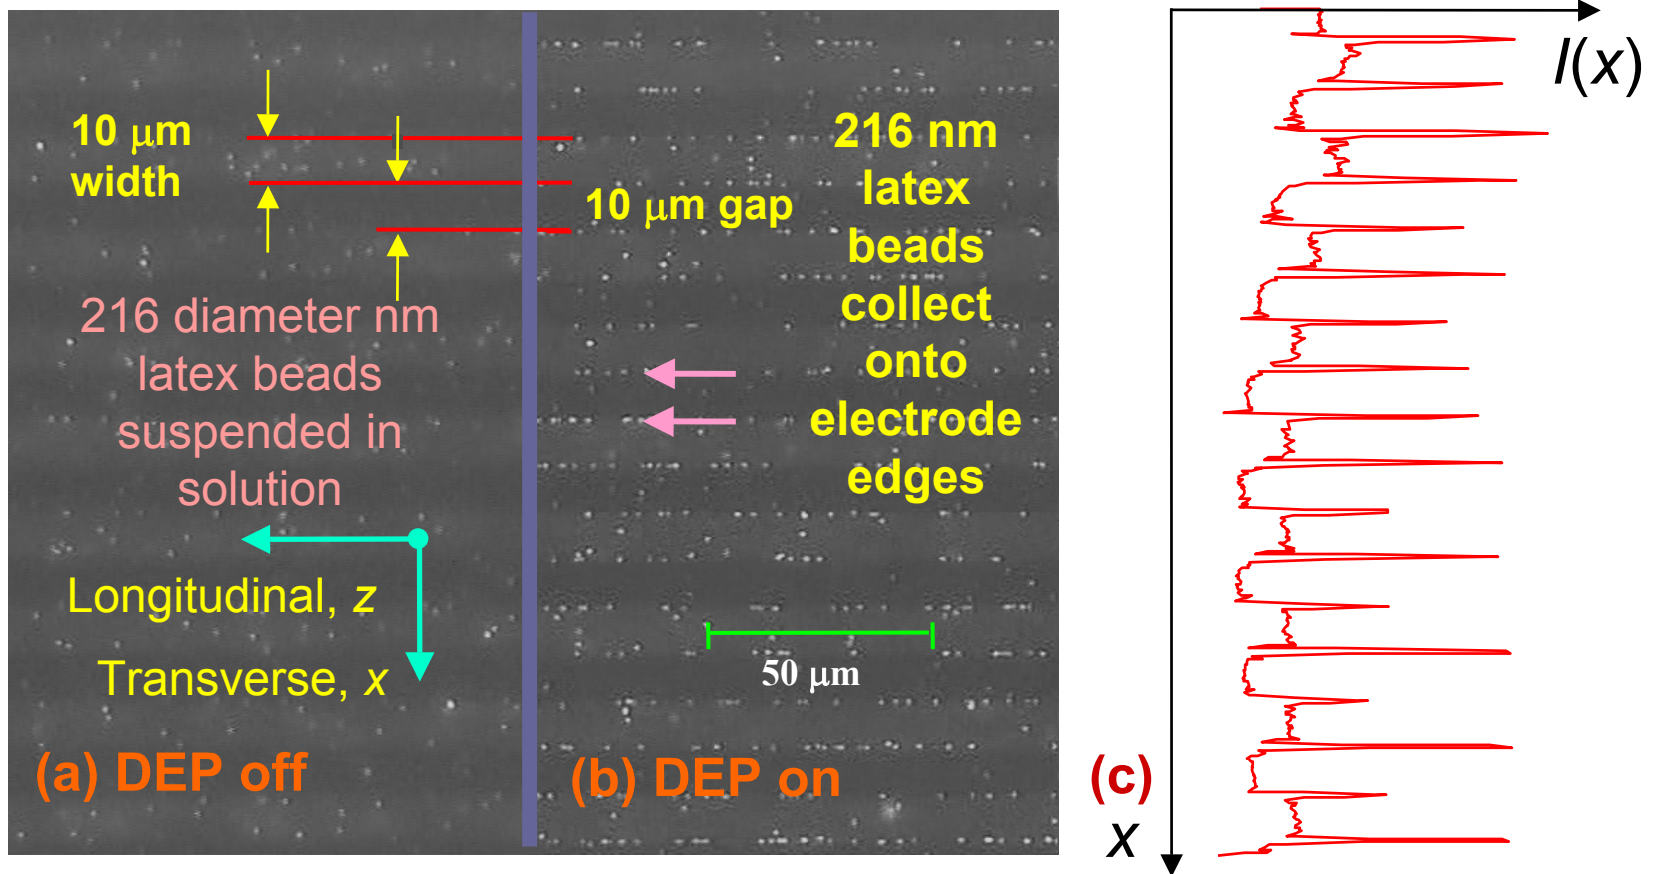 10 μm
width
216 diameter nm
latex beads
suspended in
solution
Longitudinal, z
Transverse, x
(a) DEP off
10 μm gap
216 nm
latex
beads
collect
onto
electrode
edges
50 μm
(b) DEP on
I(x)
(c)
x